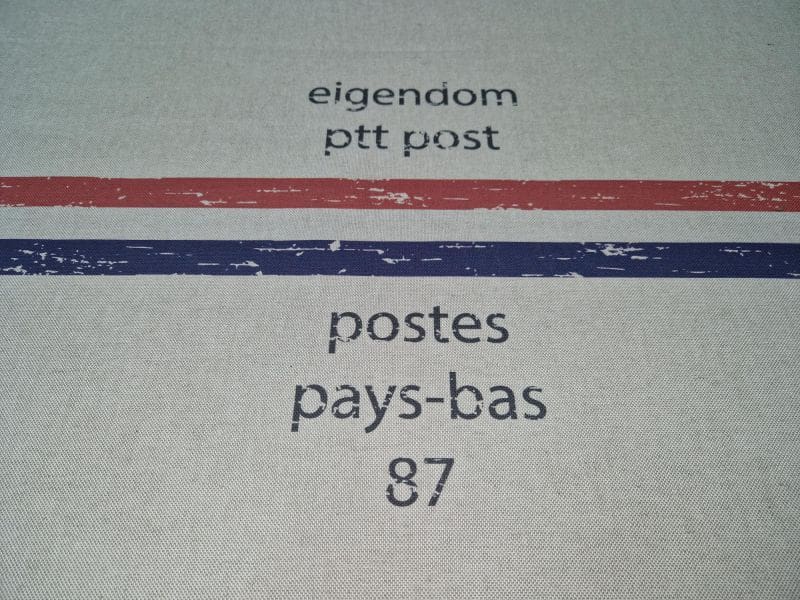 eigendom
ptt post
postes
pays-bas
87